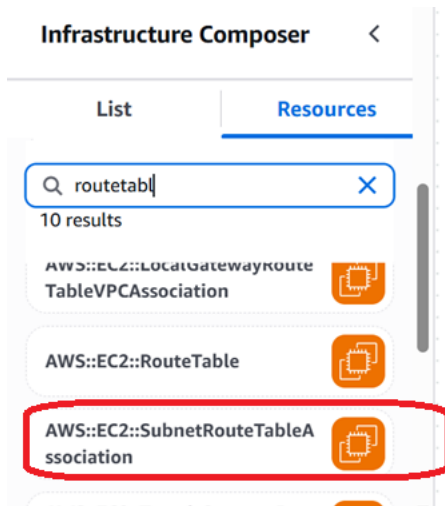 Infrastructure Composer
List Resources
routetabl
10 results
AWS::EC2::LocalGatewayRoute
TableVPCAssociation
AWS::EC2::RouteTable
AWS::EC2::SubnetRouteTableA
ssociation